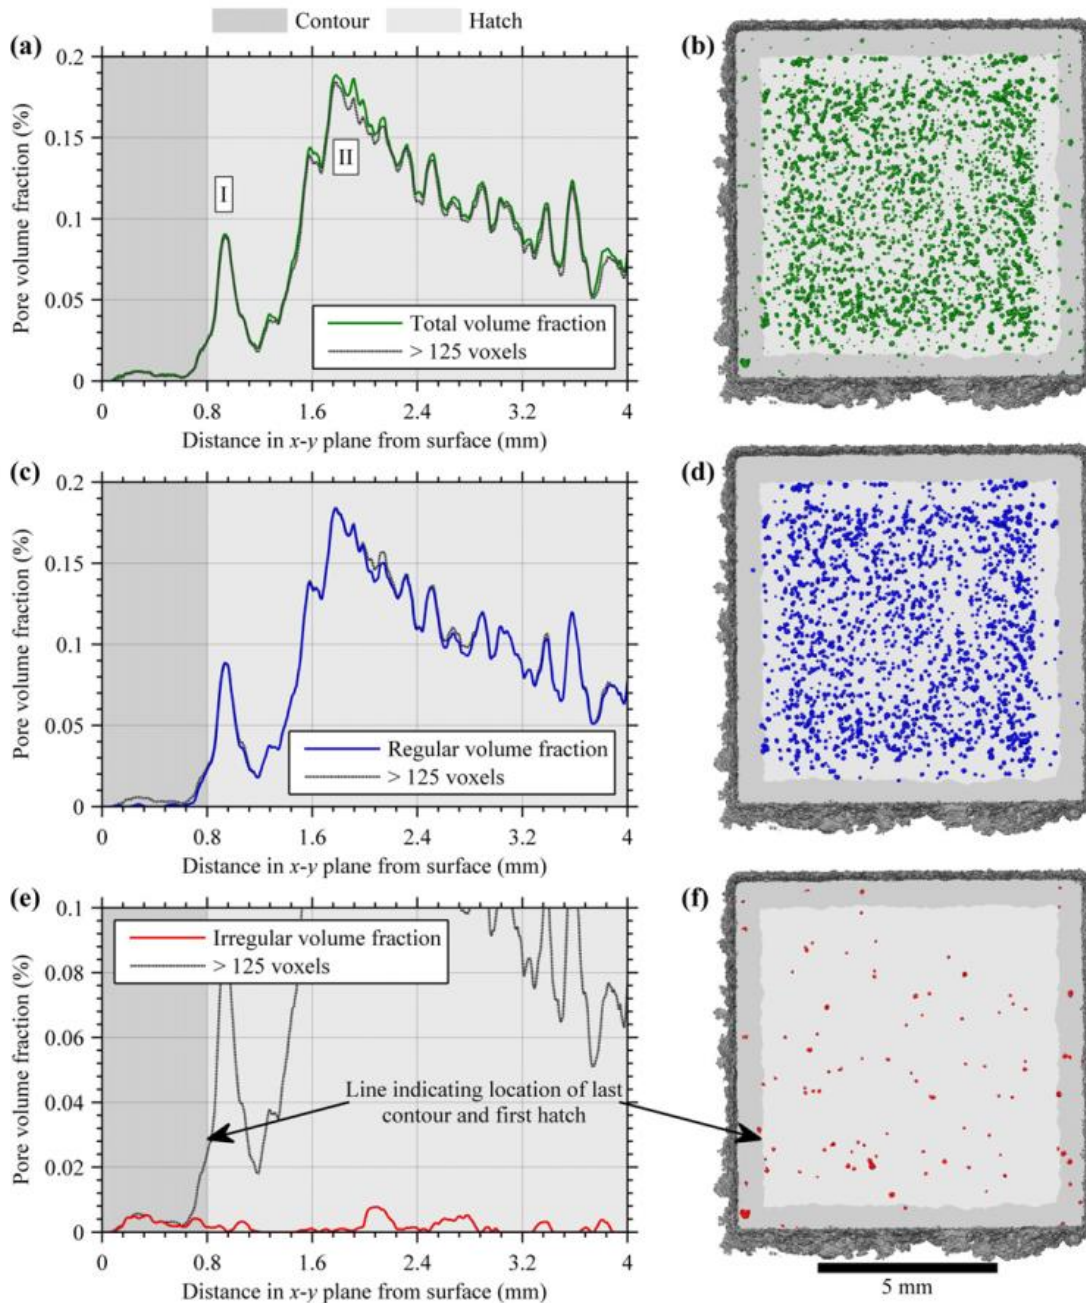 Contour Hatch
(a)
Pore volume fraction (%)
0.2
0.15
0.1
0.05
0
I
II
Total volume fraction
> 125 voxels
0 0.8 1.6 2.4 3.2 4
Distance in x-y plane from surface (mm)
(b)
(c)
Pore volume fraction (%)
0.2
0.15
0.1
0.05
0
Regular volume fraction
> 125 voxels
0 0.8 1.6 2.4 3.2 4
Distance in x-y plane from surface (mm)
(d)
(e)
Pore volume fraction (%)
0.1
0.08
0.06
0.04
0.02
0
Irregular volume fraction
> 125 voxels
Line indicating location of last
contour and first hatch
0 0.8 1.6 2.4 3.2 4
Distance in x-y plane from surface (mm)
(f)
5 mm